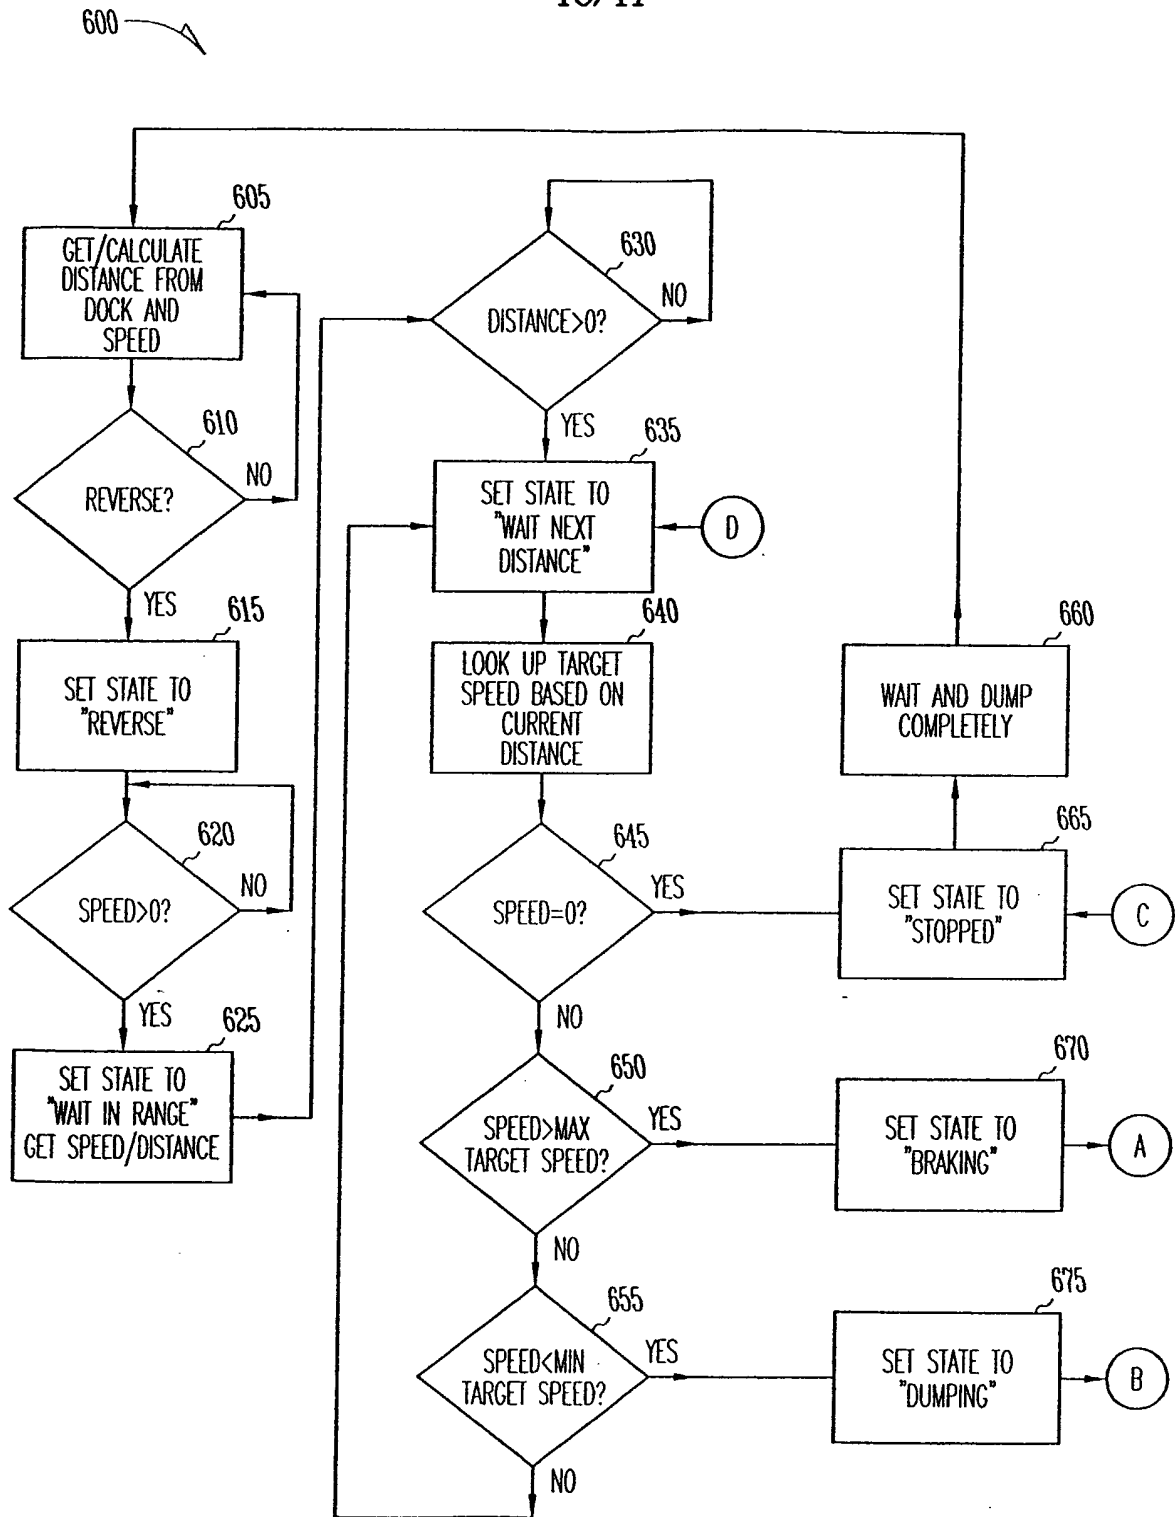 600
605
GET/CALCULATE
DISTANCE FROM
DOCK AND
SPEED
610
REVERSE?
NO
YES
615
SET STATE TO
"REVERSE"
620
SPEED>0?
NO
YES
625
SET STATE TO
"WAIT IN RANGE"
GET SPEED/DISTANCE
630
DISTANCE>0?
NO
YES
635
SET STATE TO
"WAIT NEXT
DISTANCE"
D
640
LOOK UP TARGET
SPEED BASED ON
CURRENT
DISTANCE
645
SPEED=0?
YES
NO
650
SPEED>MAX
TARGET SPEED?
YES
NO
655
SPEED<MIN
TARGET SPEED?
YES
NO
660
WAIT AND DUMP
COMPLETELY
665
SET STATE TO
"STOPPED"
C
670
SET STATE TO
"BRAKING"
A
675
SET STATE TO
"DUMPING"
B